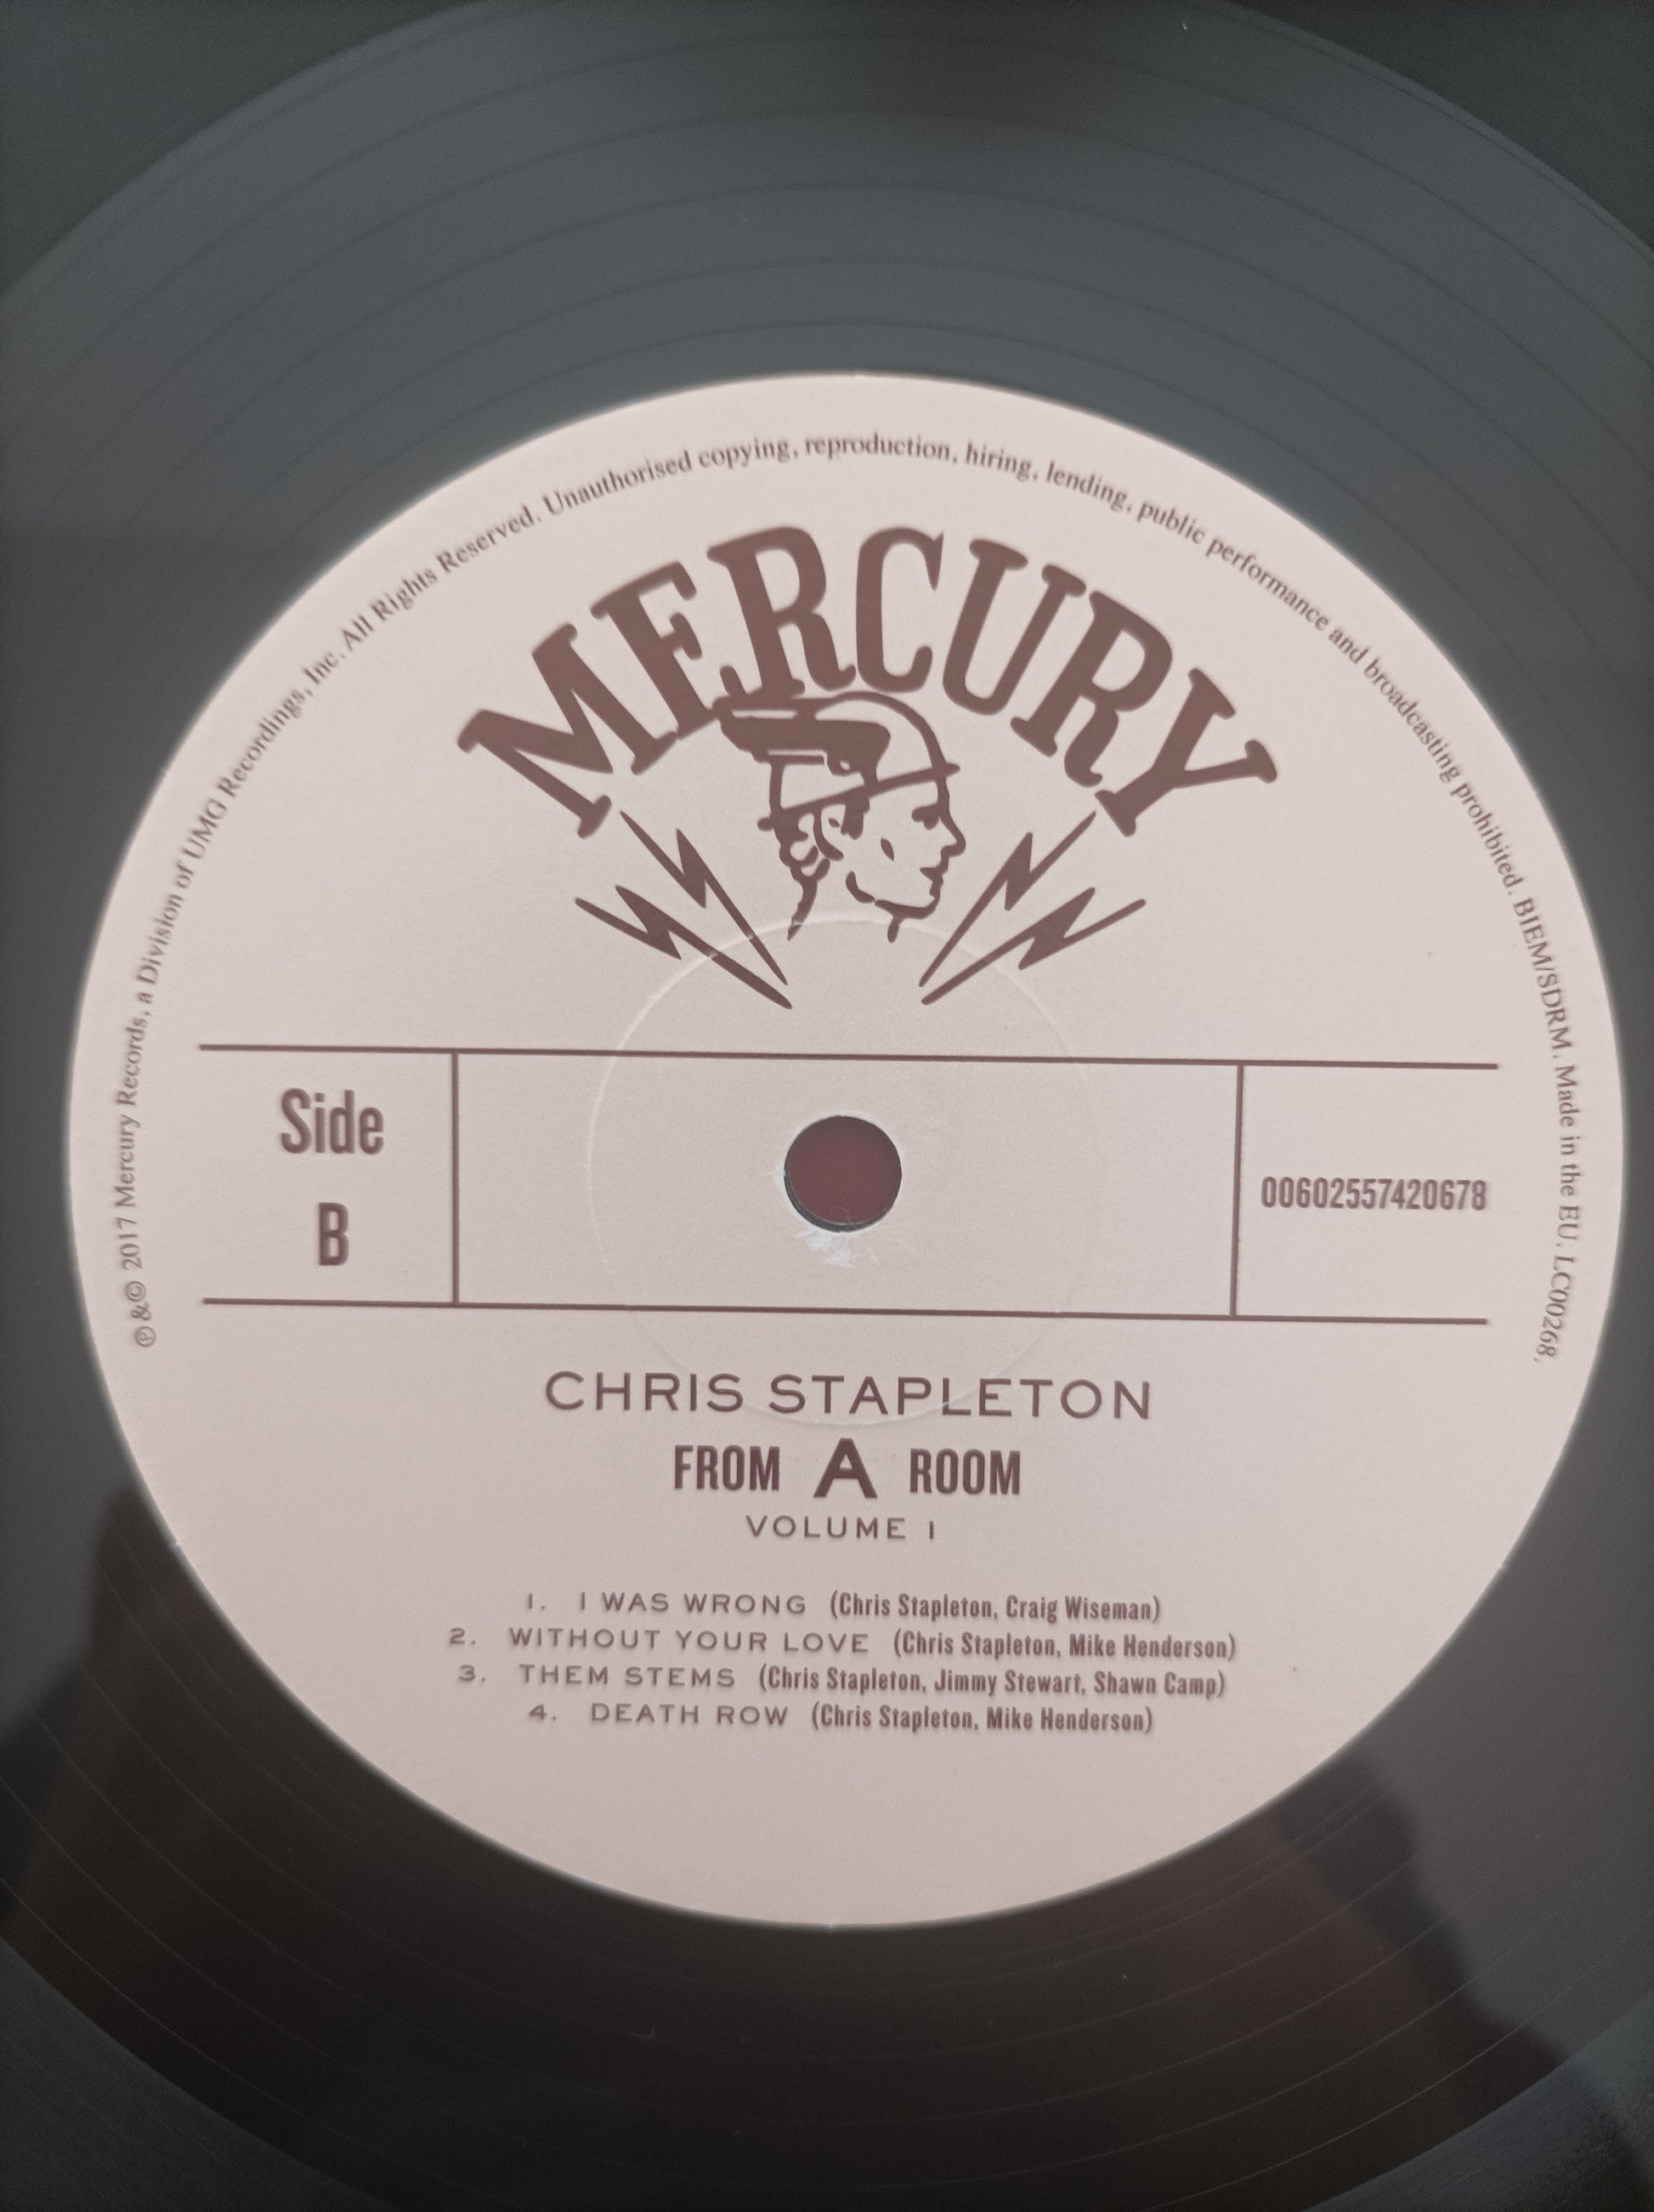 ℗&© 2017 Mercury Records, a Division of UMG Recordings, Inc. All Rights Reserved. Unauthorised copying, reproduction, hiring, lending, public performance and broadcasting prohibited. BIEM/SDRM. Made in the EU. LC00268,
MERCURY
Side
B
00602557420678
CHRIS STAPLETON
FROM A ROOM
VOLUME 1
1. I WAS WRONG (Chris Stapleton, Craig Wiseman)
2. WITHOUT YOUR LOVE (Chris Stapleton, Mike Henderson)
3. THEM STEMS (Chris Stapleton, Jimmy Stewart, Shawn Camp)
4. DEATH ROW (Chris Stapleton, Mike Henderson)